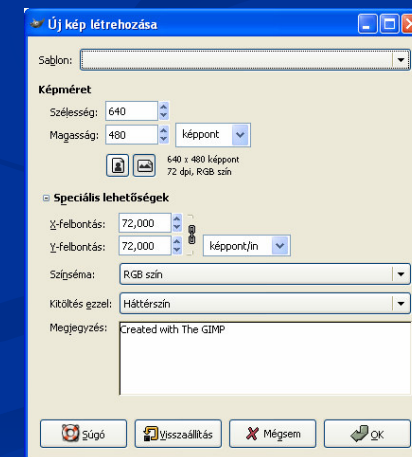 Új kép létrehozása
Sablon:
Képméret
Szélesség: 640
Magasság: 480 képpont
640 x 480 képpont
72 dpi, RGB szín
Speciális lehetőségek
X-felbontás: 72,000
Y-felbontás: 72,000 képpont/in
Színséma: RGB szín
Kitöltés ezzel: Háttérszín
Megjegyzés: Created with The GIMP
Súgó Visszaállítás Mégsem OK